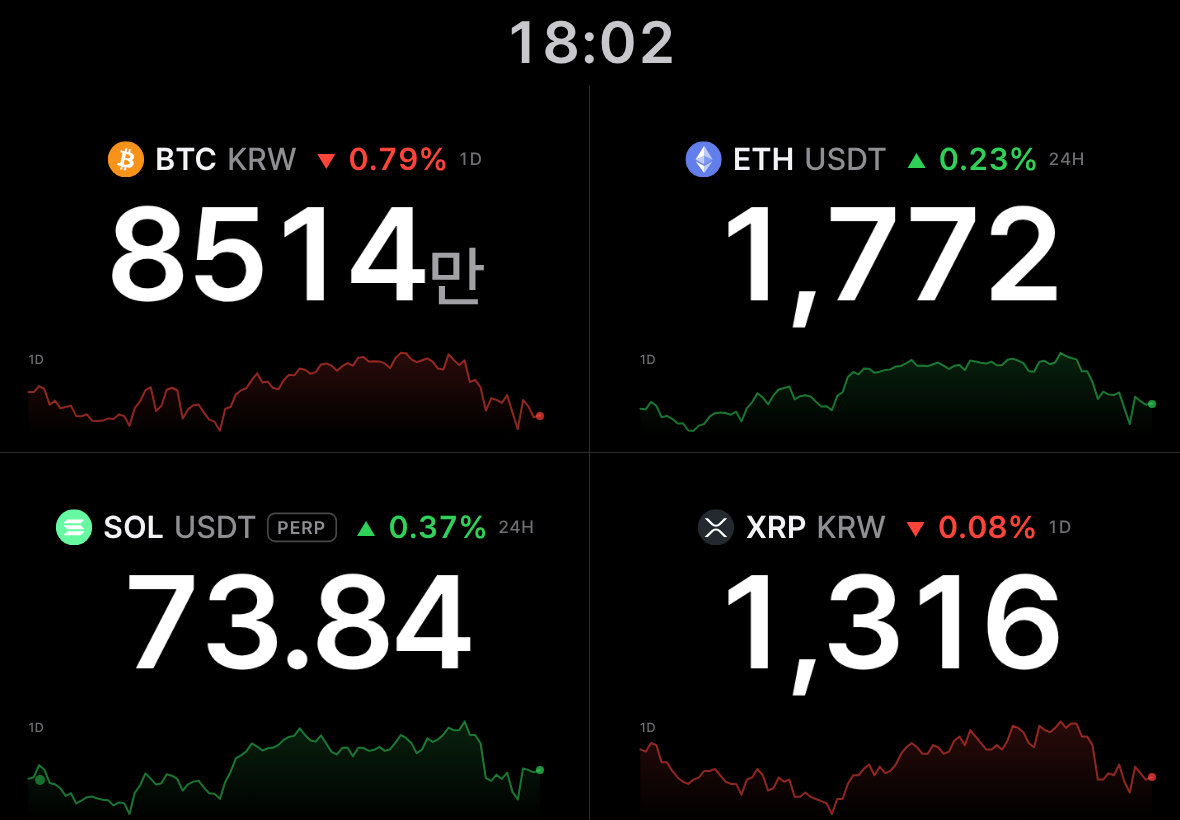 18:02
BTC KRW ▼ 0.79% 1D
8514만
1D
ETH USDT ▲ 0.23% 24H
1,772
1D
SOL USDT PERP ▲ 0.37% 24H
73.84
1D
XRP KRW ▼ 0.08% 1D
1,316
1D